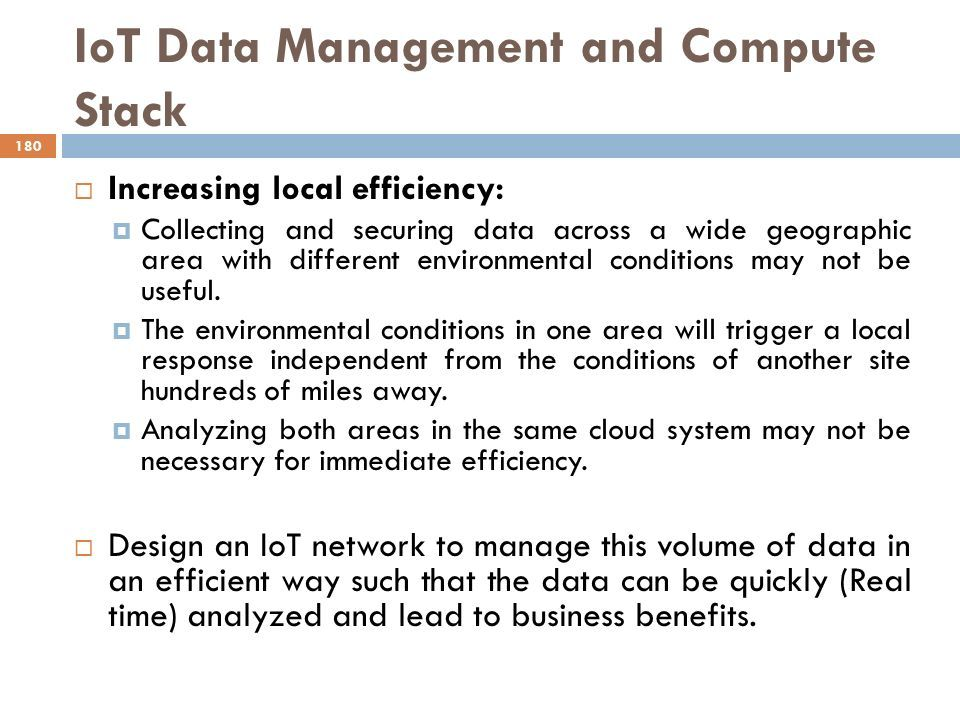 IoT Data Management and Compute
Stack
180
Increasing local efficiency:
Collecting and securing data across a wide geographic
area with different environmental conditions may not be
useful.
The environmental conditions in one area will trigger a local
response independent from the conditions of another site
hundreds of miles away.
Analyzing both areas in the same cloud system may not be
necessary for immediate efficiency.
Design an IoT network to manage this volume of data in
an efficient way such that the data can be quickly (Real
time) analyzed and lead to business benefits.